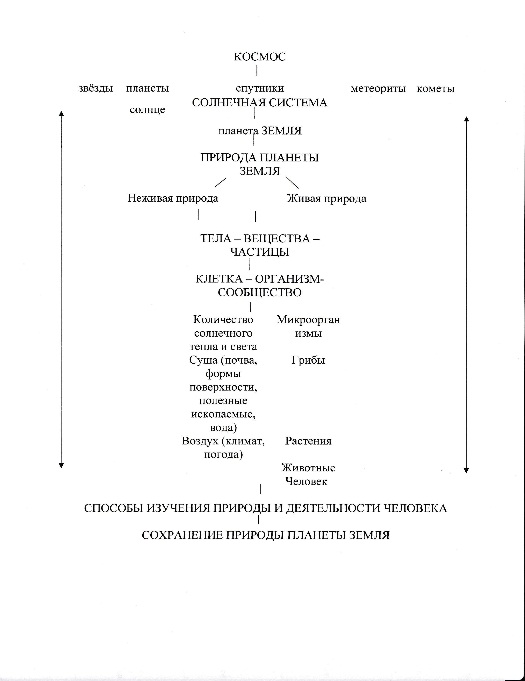 КОСМОС
звёзды планеты спутники метеориты кометы
солнце СОЛНЕЧНАЯ СИСТЕМА
планета ЗЕМЛЯ
ПРИРОДА ПЛАНЕТЫ
ЗЕМЛЯ
Неживая природа Живая природа
ТЕЛА – ВЕЩЕСТВА –
ЧАСТИЦЫ
КЛЕТКА – ОРГАНИЗМ-
СООБЩЕСТВО
Количество Микроорган
солнечного измы
тепла и света
Суша (почва, Грибы
формы
поверхности,
полезные
ископаемые,
вода)
Воздух (климат, Растения
погода)
Животные
Человек
СПОСОБЫ ИЗУЧЕНИЯ ПРИРОДЫ И ДЕЯТЕЛЬНОСТИ ЧЕЛОВЕКА
СОХРАНЕНИЕ ПРИРОДЫ ПЛАНЕТЫ ЗЕМЛЯ